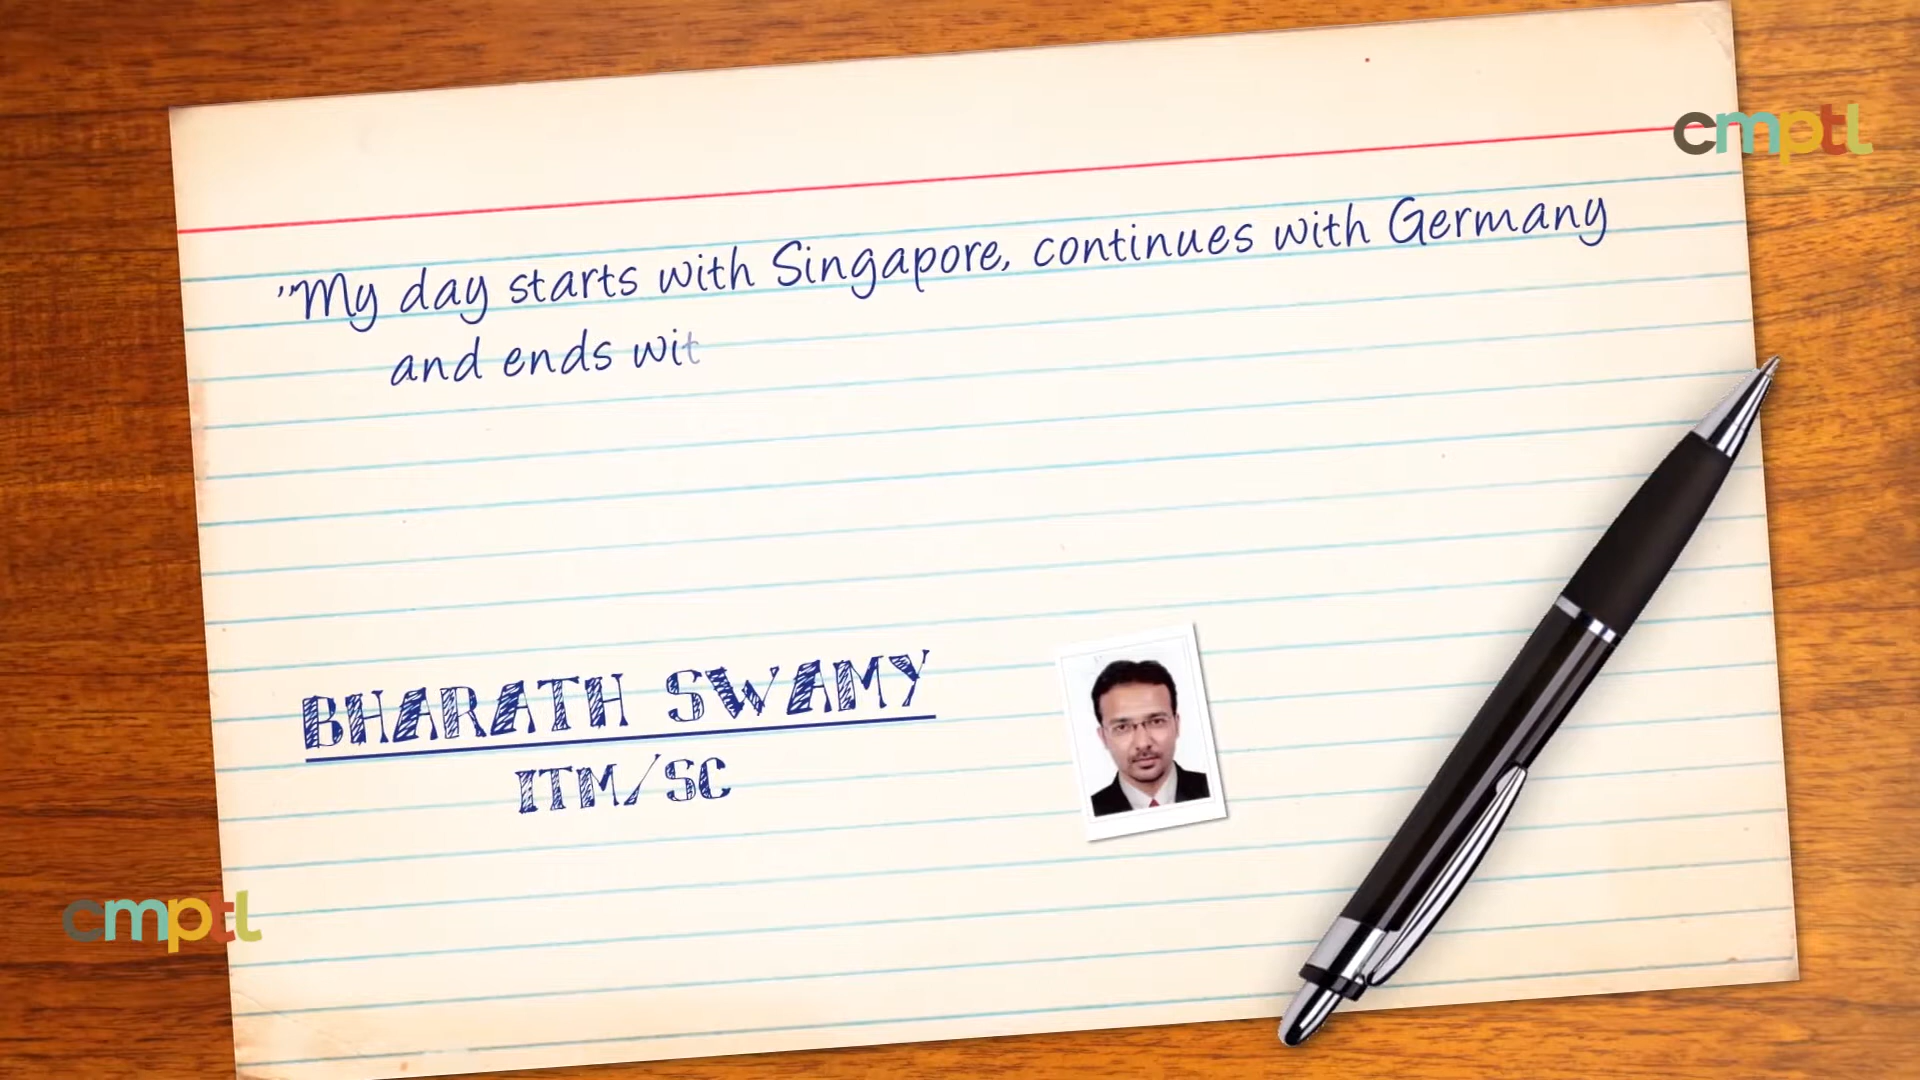 cmptl
"My day starts with Singapore, continues with Germany
and ends wit
BHARATH SWAMY
ITM/SC
cmptl